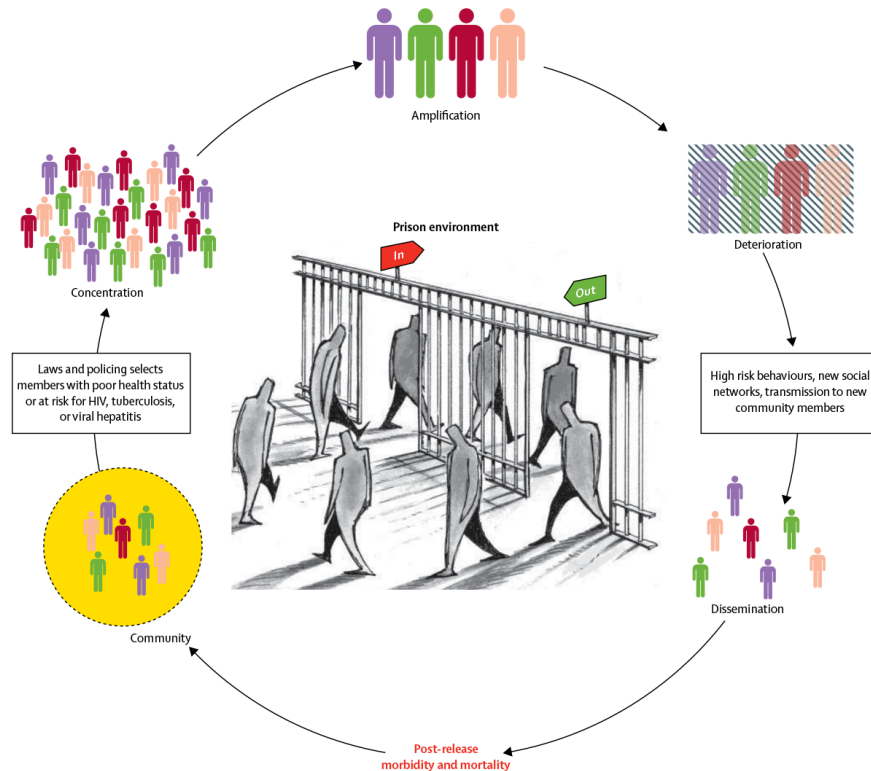 Amplification
Concentration
Deterioration
Prison environment
In
Out
Laws and policing selects
members with poor health status
or at risk for HIV, tuberculosis,
or viral hepatitis
High risk behaviours, new social
networks, transmission to new
community members
Community
Dissemination
Post-release
morbidity and mortality